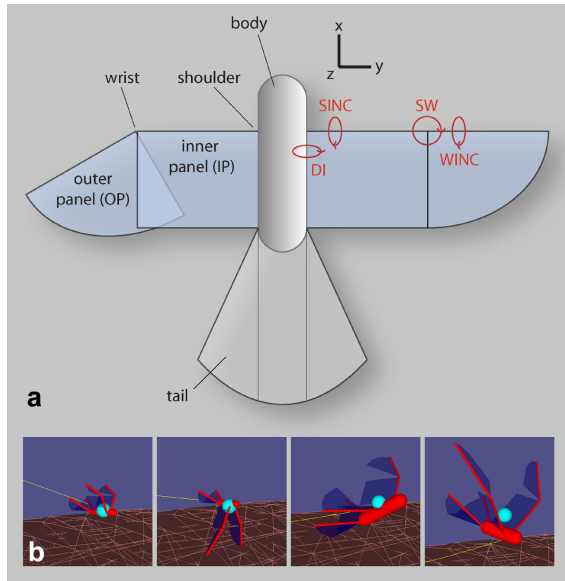 body
x
z
y
wrist
shoulder
SINC
SW
inner
panel (IP)
DI
WINC
outer
panel (OP)
tail
a
b